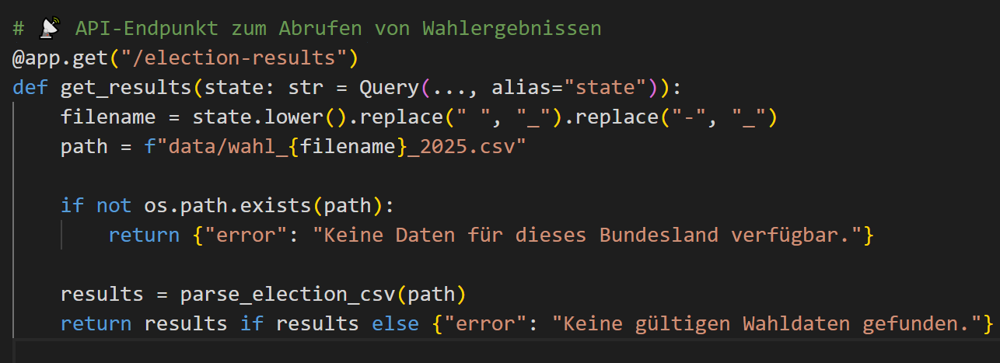 # 📡 API-Endpunkt zum Abrufen von Wahlergebnissen
@app.get("/election-results")
def get_results(state: str = Query(..., alias="state")):
    filename = state.lower().replace(" ", "_").replace("-", "_")
    path = f"data/wahl_{filename}_2025.csv"

    if not os.path.exists(path):
        return {"error": "Keine Daten für dieses Bundesland verfügbar."}

    results = parse_election_csv(path)
    return results if results else {"error": "Keine gültigen Wahldaten gefunden."}